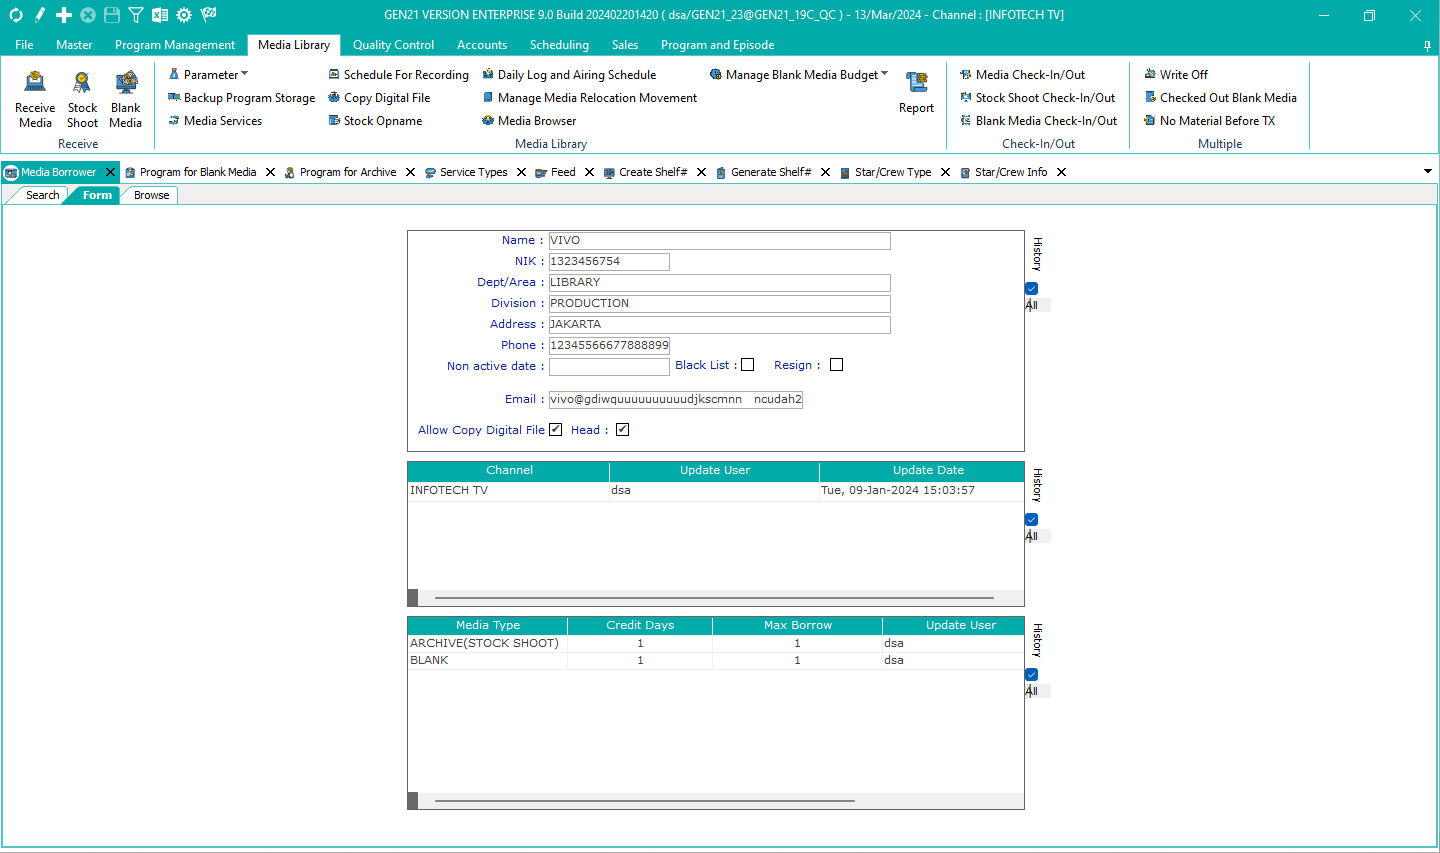 GEN21 VERSION ENTERPRISE 9.0 Build 202402201420 ( dsa/GEN21_23@GEN21_19C_QC ) - 13/Mar/2024 - Channel : [INFOTECH TV]
File Master Program Management Media Library Quality Control Accounts Scheduling Sales Program and Episode
Parameter Schedule For Recording Daily Log and Airing Schedule Manage Blank Media Budget Media Check-In/Out Write Off
Backup Program Storage Copy Digital File Manage Media Relocation Movement Stock Shoot Check-In/Out Checked Out Blank Media
Receive Stock Blank Report
Media Shoot Media Media Services Stock Opname Media Browser Blank Media Check-In/Out No Material Before TX
Receive Media Library Check-In/Out Multiple
Media Borrower Program for Blank Media Program for Archive Service Types Feed Create Shelf# Generate Shelf# Star/Crew Type Star/Crew Info
Search Form Browse
Name : VIVO
NIK : 1323456754
Dept/Area : LIBRARY
Division : PRODUCTION
Address : JAKARTA
Phone : 12345566677888899
Non active date : Black List : Resign :
Email : vivo@gdiwquuuuuuuuuudjkscmnn ncudah2
Allow Copy Digital File Head :
History
All
Channel Update User Update Date
INFOTECH TV dsa Tue, 09-Jan-2024 15:03:57
History
All
Media Type Credit Days Max Borrow Update User
ARCHIVE(STOCK SHOOT) 1 1 dsa
BLANK 1 1 dsa
History
All